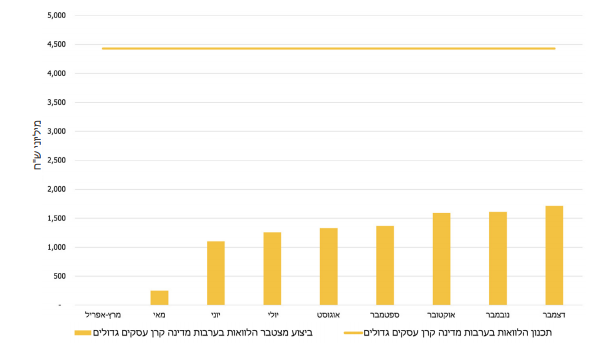 5,000
4,500
4,000
3,500
3,000
2,500
2,000
1,500
1,000
500
-
מיליוני ש"ח
מרץ-אפריל מאי יוני יולי אוגוסט ספטמבר אוקטובר נובמבר דצמבר
ביצוע מצטבר הלוואות בערבות מדינה קרן עסקים גדולים
תכנון הלוואות בערבות מדינה קרן עסקים גדולים